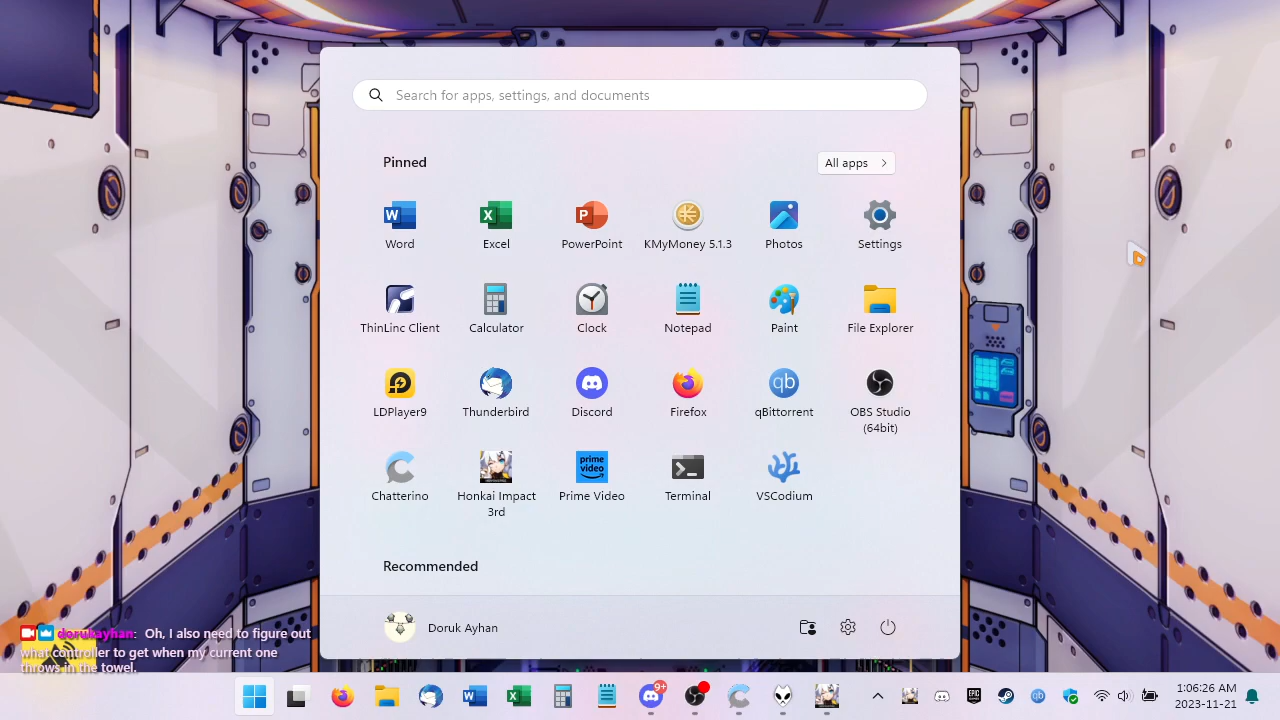 Search for apps, settings, and documents
Pinned
All apps
Word
Excel
PowerPoint
KMyMoney 5.1.3
Photos
Settings
ThinLinc Client
Calculator
Clock
Notepad
Paint
File Explorer
LDPlayer9
Thunderbird
Discord
Firefox
qBittorrent
OBS Studio
(64bit)
Chatterino
Honkai Impact
3rd
prime
video
Prime Video
Terminal
VSCodium
Recommended
Doruk Ayhan
dorukayhan: Oh, I also need to figure out
what controller to get when my current one
throws in the towel.
9+
1:06:26 AM
2023-11-21